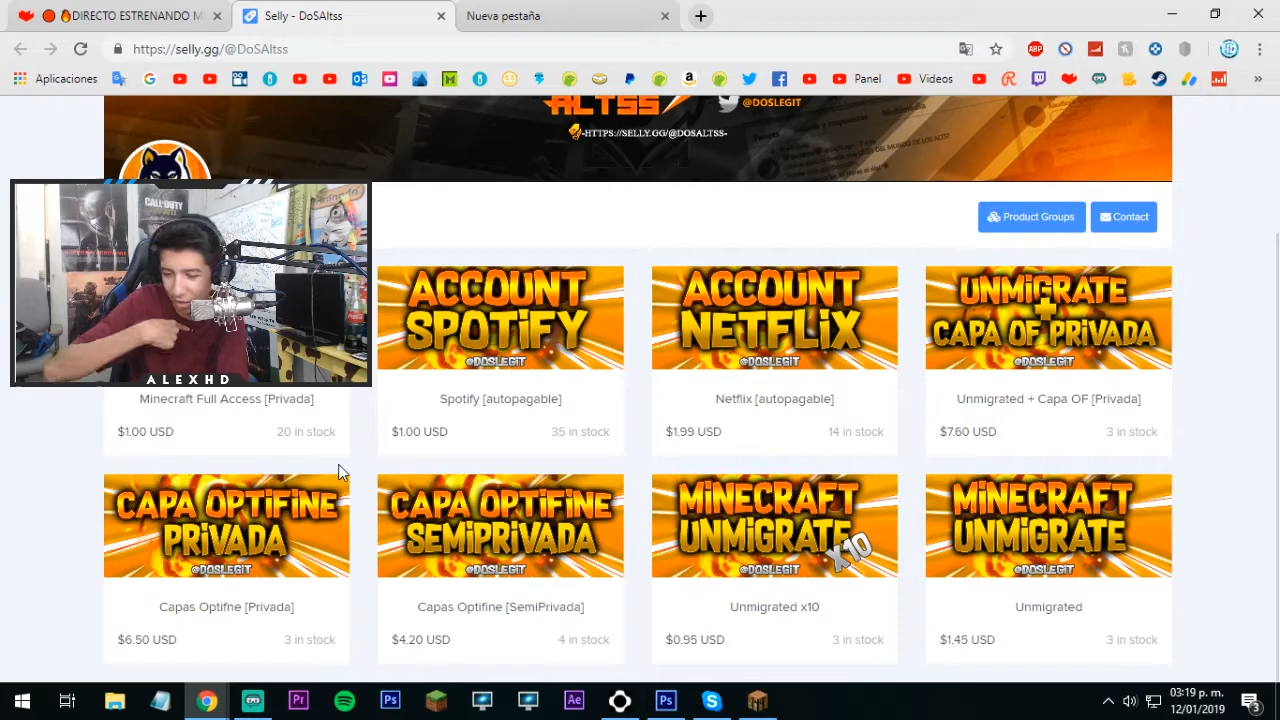 🔴 🔥DIRECTO ESTRENANDO M
Selly - DoSAltss
Nueva pestaña
https://selly.gg/@DoSAltss
Aplicaciones
Panel
Videos
»
ALTSS
@DOSLEGIT
-HTTPS://SELLY.GG/@DOSALTSS-
Product Groups
Contact
CALL OF DUTY
ALEXHD
ACCOUNT
SPOTiFY
@DOSLEGIT
ACCOUNT
NETFLiX
@DOSLEGIT
UNMiGRATE
+
CAPA OF PRiVADA
@DOSLEGIT
Minecraft Full Access [Privada]
$1.00 USD 20 in stock
Spotify [autopagable]
$1.00 USD 35 in stock
Netflix [autopagable]
$1.99 USD 14 in stock
Unmigrated + Capa OF [Privada]
$7.60 USD 3 in stock
CAPA OPTiFiNE
PRiVADA
@DOSLEGIT
CAPA OPTiFiNE
SEMiPRiVADA
@DOSLEGIT
MiNECRAFT
UNMiGRATE
X10
@DOSLEGIT
MiNECRAFT
UNMiGRATE
@DOSLEGIT
Capas Optifne [Privada]
$6.50 USD 3 in stock
Capas Optifine [SemiPrivada]
$4.20 USD 4 in stock
Unmigrated x10
$0.95 USD 3 in stock
Unmigrated
$1.45 USD 3 in stock
03:19 p. m.
12/01/2019
3